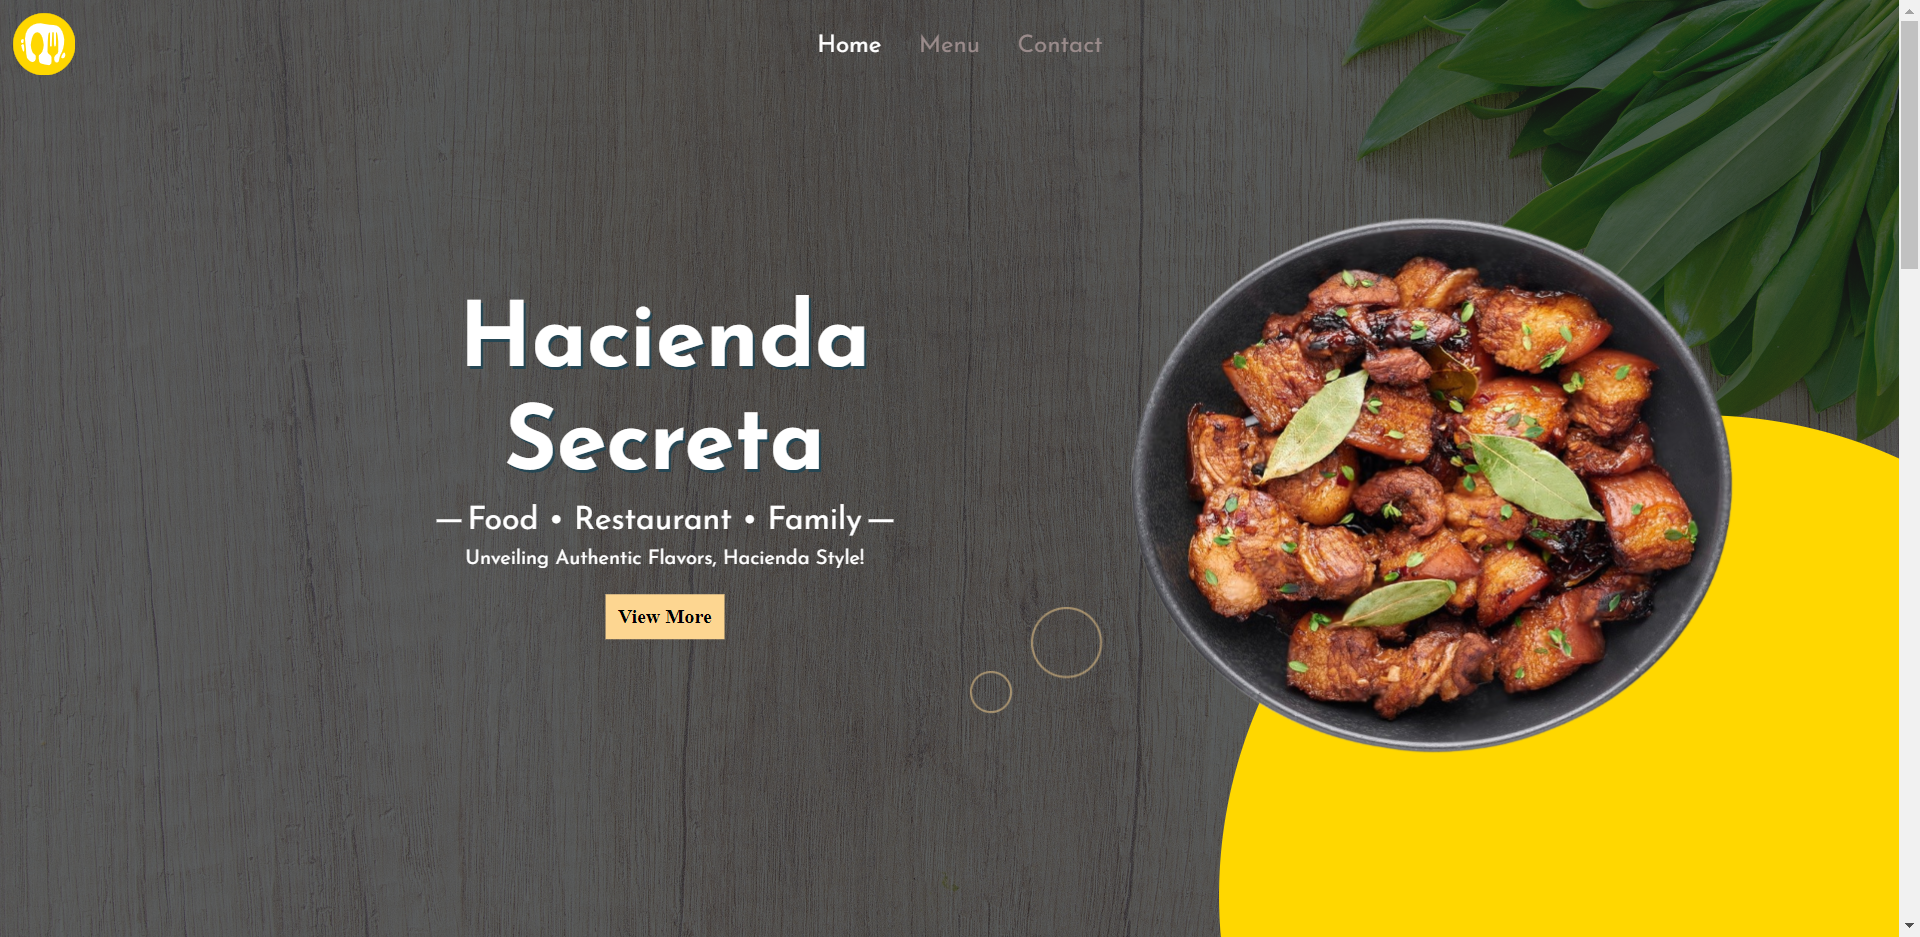 Home Menu Contact
Hacienda
Secreta
—Food • Restaurant • Family—
Unveiling Authentic Flavors, Hacienda Style!
View More